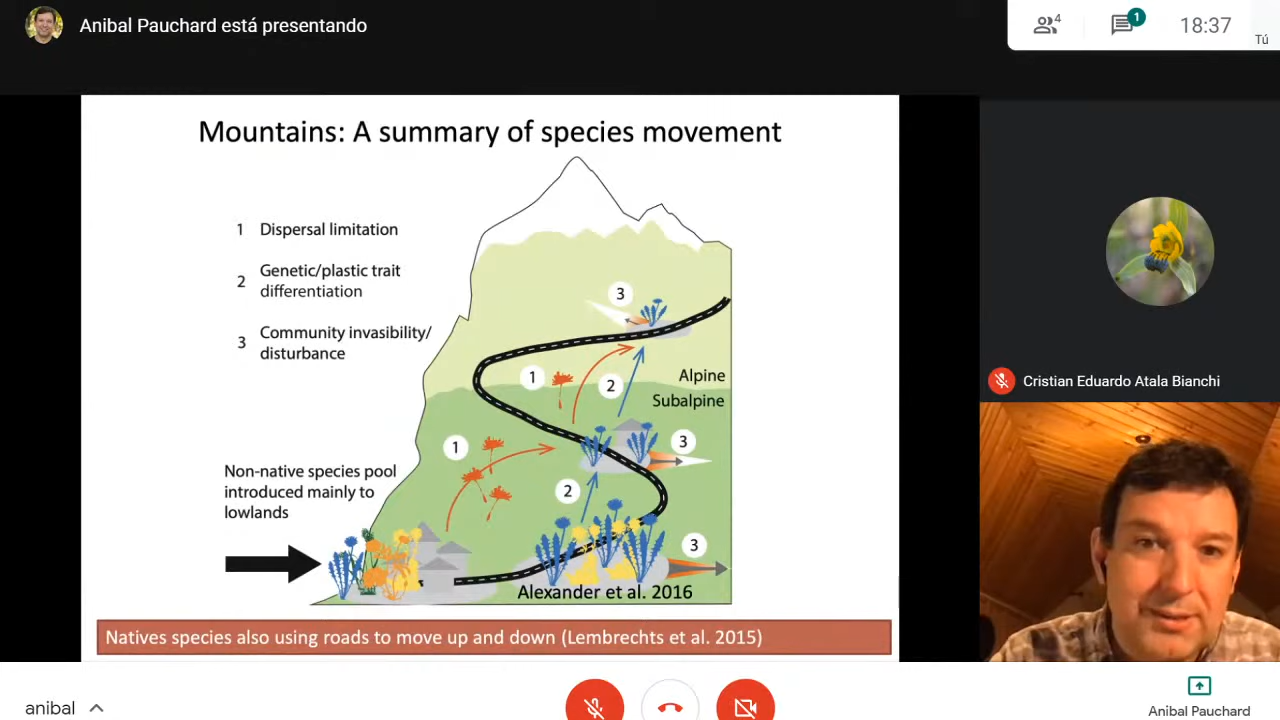 Anibal Pauchard está presentando
4
1
18:37
Tú
Mountains: A summary of species movement
1 Dispersal limitation
2 Genetic/plastic trait
differentiation
3 Community invasibility/
disturbance
3
1
2
Alpine
Subalpine
1
3
2
Non-native species pool
introduced mainly to
lowlands
3
Alexander et al. 2016
Natives species also using roads to move up and down (Lembrechts et al. 2015)
Cristian Eduardo Atala Bianchi
anibal
Anibal Pauchard